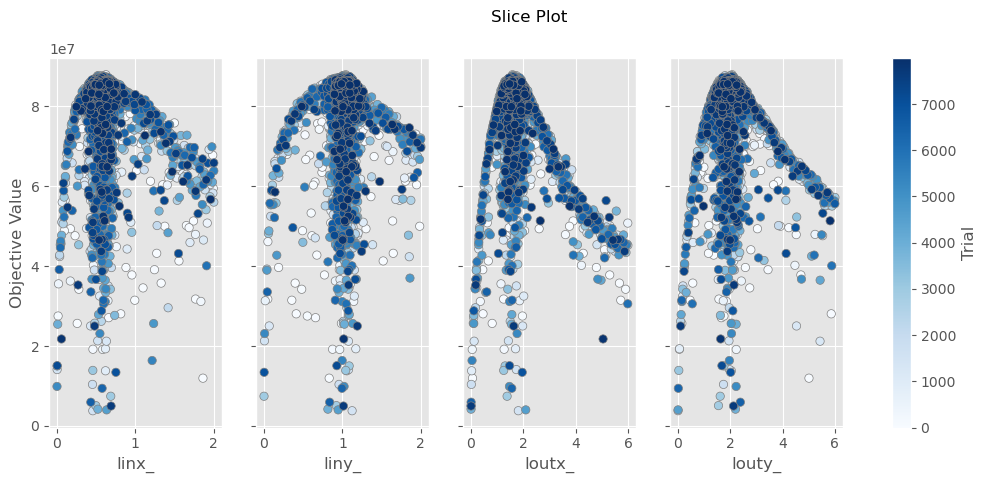 Slice Plot
1e7
8
6
4
2
0
Objective Value
0 1 2
0 1 2
0 2 4 6
0 2 4 6
linx_
liny_
loutx_
louty_
7000
6000
5000
4000
3000
2000
1000
0
Trial